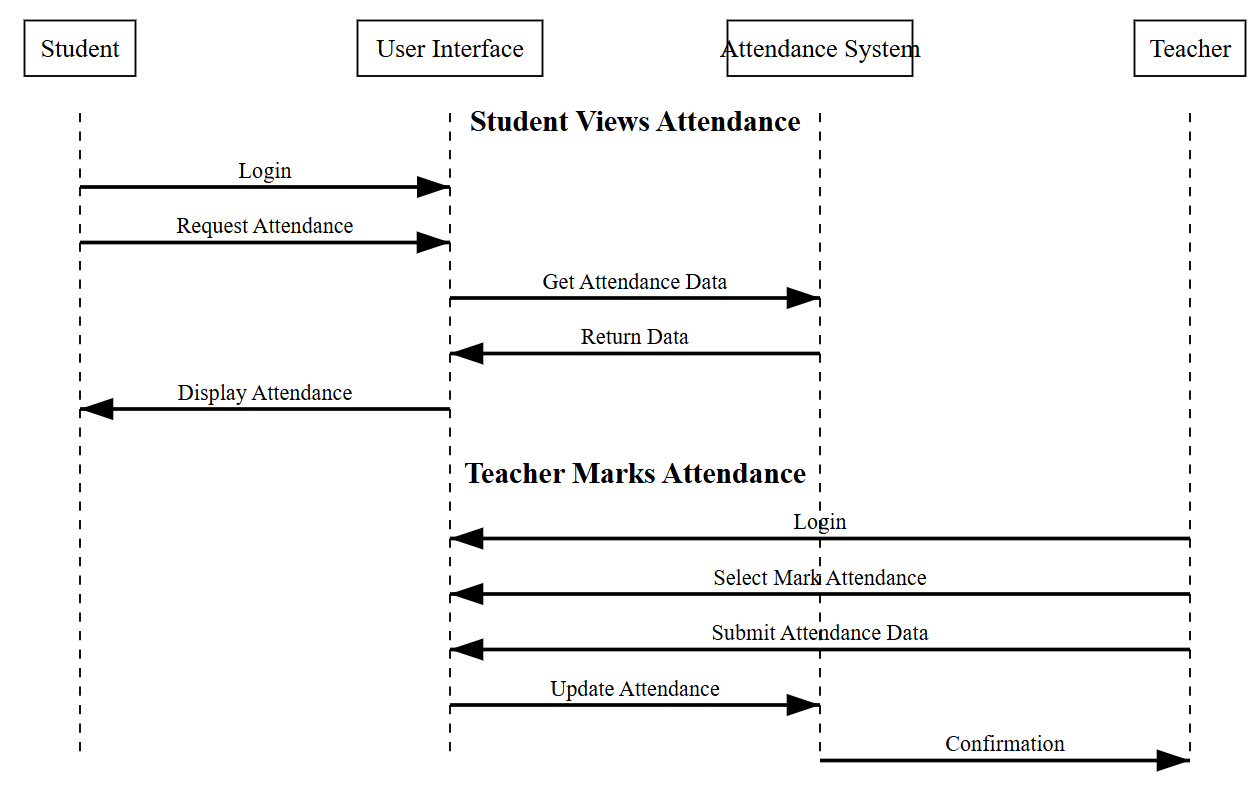 Student
User Interface
Attendance System
Teacher
Student Views Attendance
Login
Request Attendance
Get Attendance Data
Return Data
Display Attendance
Teacher Marks Attendance
Login
Select Mark Attendance
Submit Attendance Data
Update Attendance
Confirmation